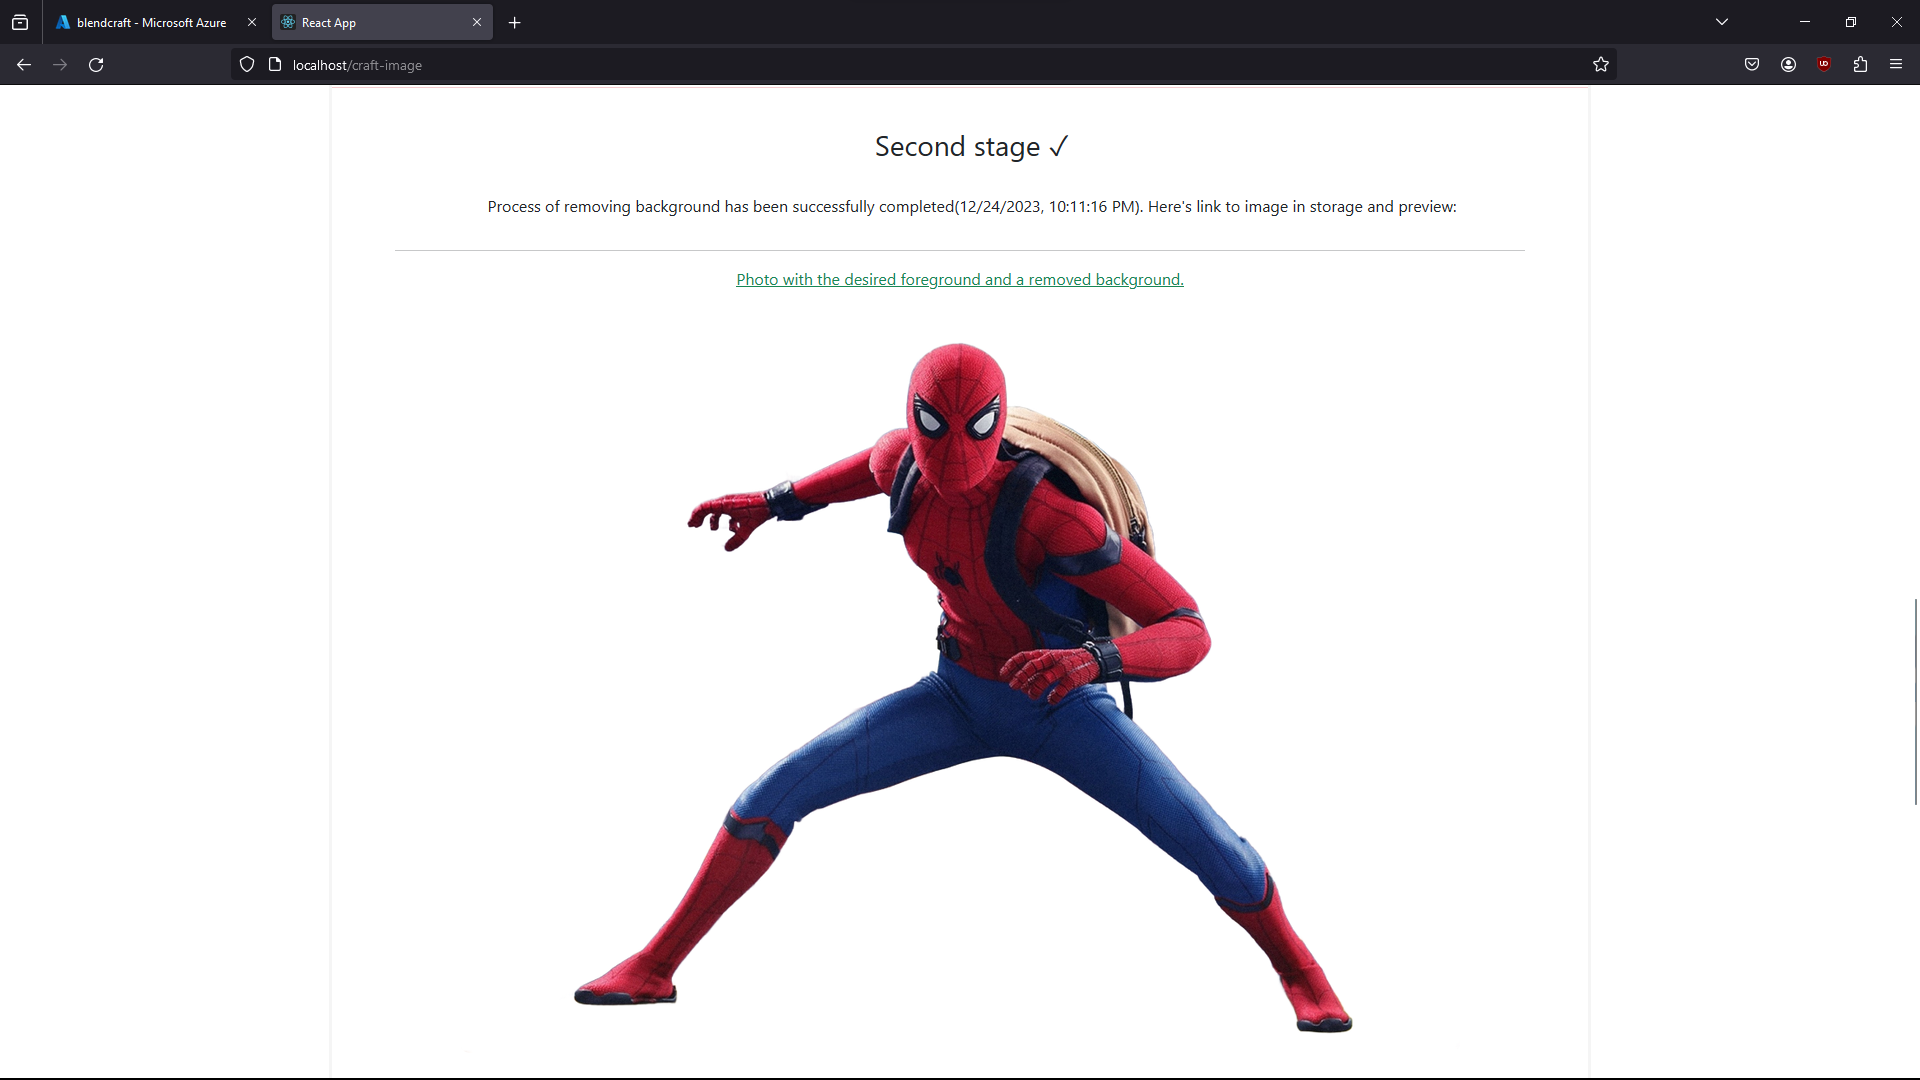 blendcraft - Microsoft Azure
React App
localhost/craft-image
Second stage ✓
Process of removing background has been successfully completed(12/24/2023, 10:11:16 PM). Here's link to image in storage and preview:
Photo with the desired foreground and a removed background.